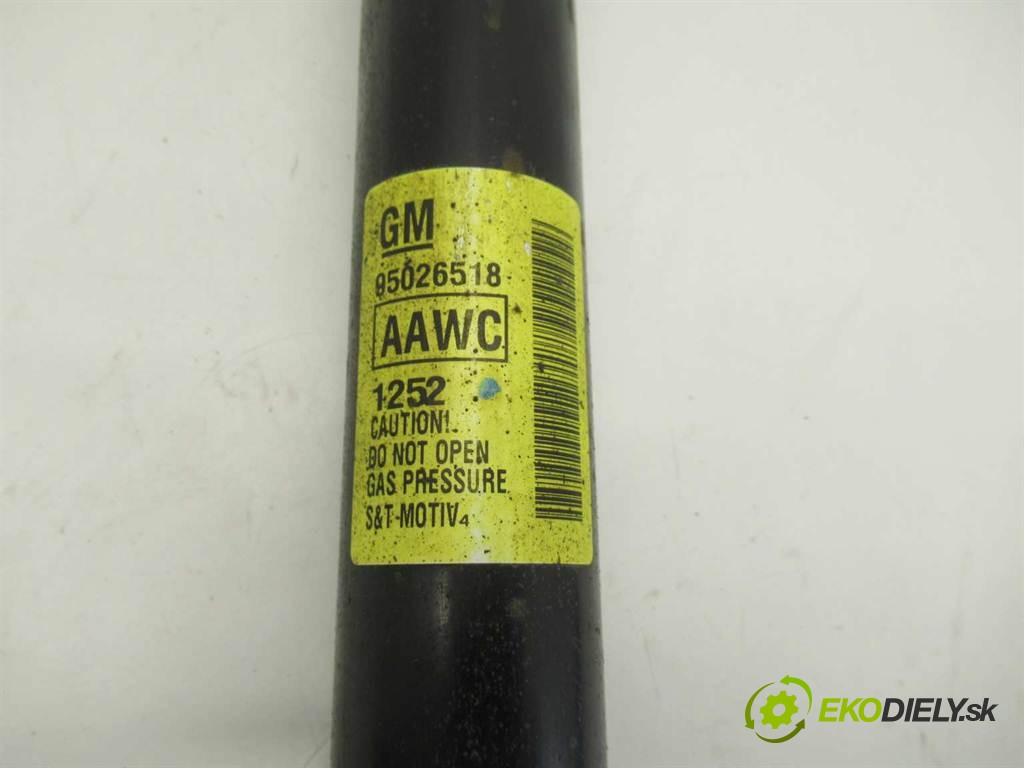 GM
95026518
AAWC
1252
CAUTION!
DO NOT OPEN
GAS PRESSURE
S&T-MOTIV4
EKODIELY.sk